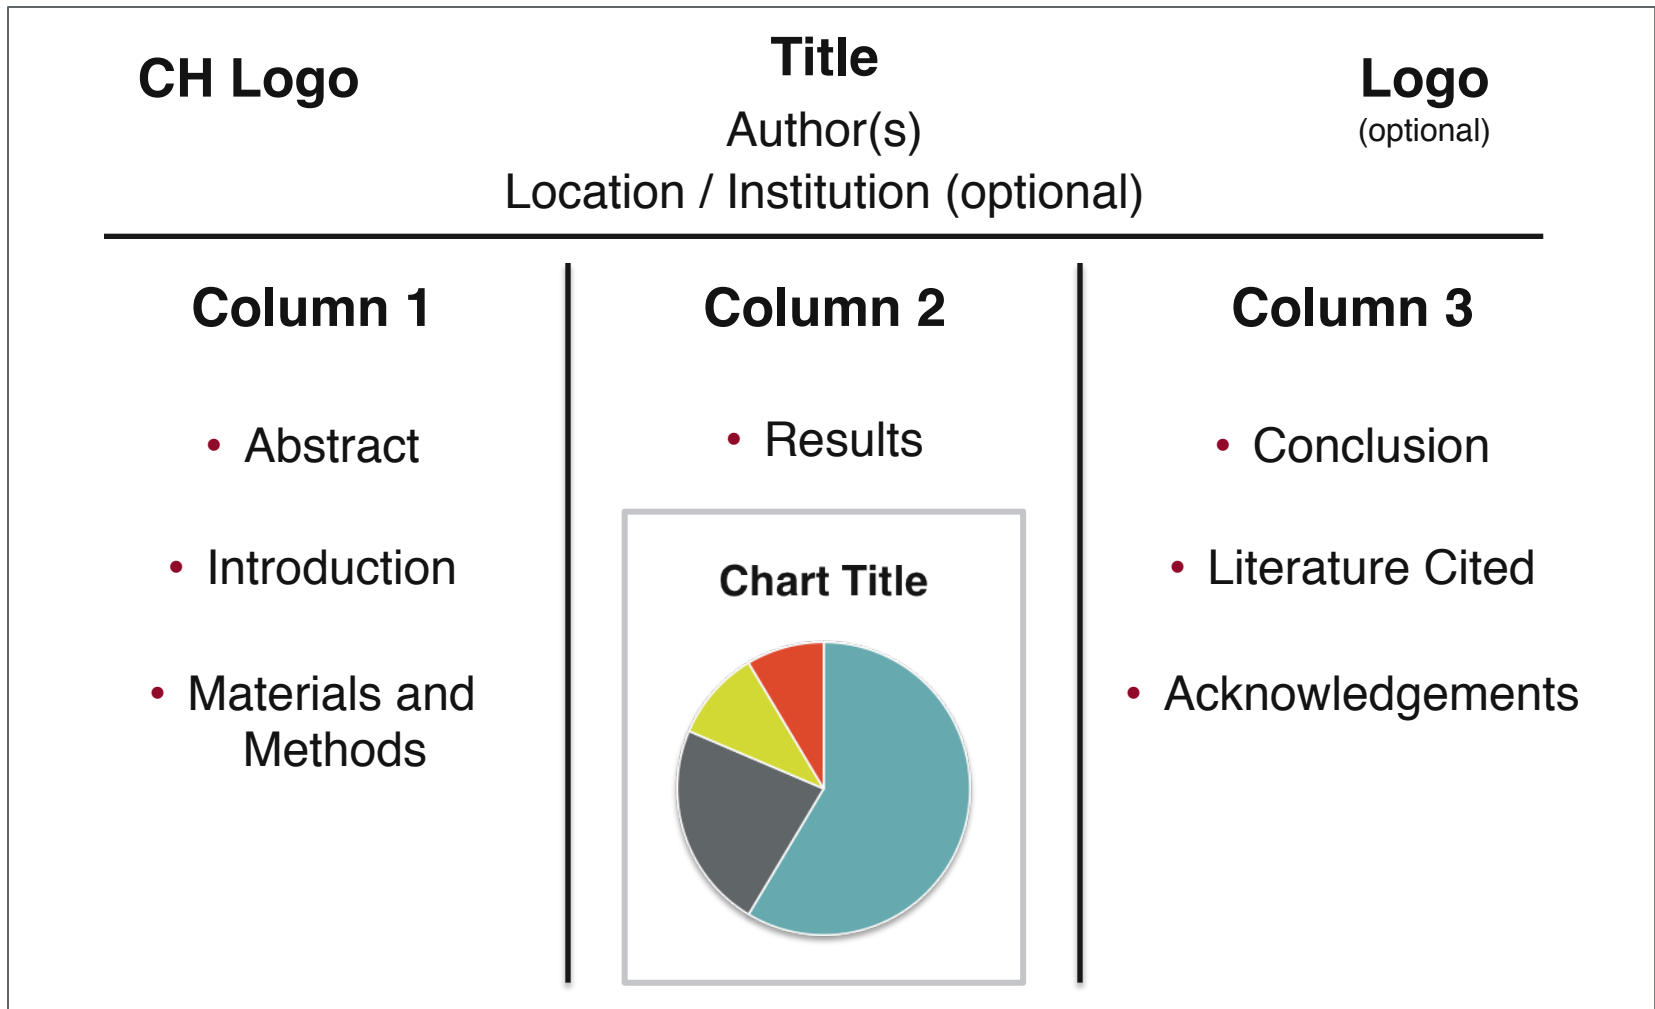 CH Logo
Title
Author(s)
Location / Institution (optional)
Logo
(optional)
Column 1
• Abstract
• Introduction
• Materials and
Methods
Column 2
• Results
Chart Title
Column 3
• Conclusion
• Literature Cited
• Acknowledgements